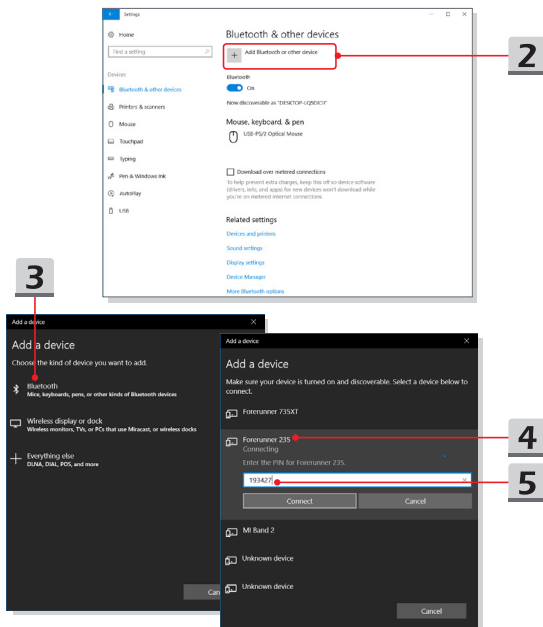 Settings
Home
Find a setting
Devices
Bluetooth & other devices
Printers & scanners
Mouse
Touchpad
Typing
Pen & Windows Ink
AutoPlay
USB
Bluetooth & other devices
Add Bluetooth or other device
2
Bluetooth
On
Now discoverable as "DESKTOP-LQ5DIC0"
Mouse, keyboard, & pen
USB-PS/2 Optical Mouse
Download over metered connections
To help prevent extra charges, keep this off so device software
(drivers, info, and apps) for new devices won't download while
you're on metered internet connections.
Related settings
Devices and printers
Sound settings
Display settings
Device Manager
More Bluetooth options
3
Add a device
Add a device
Choose the kind of device you want to add.
Bluetooth
Mice, keyboards, pens, or other kinds of Bluetooth devices
Wireless display or dock
Wireless monitors, TVs, or PCs that use Miracast, or wireless docks
Everything else
DLNA, DIAL, POS, and more
Can
Add a device
Add a device
Make sure your device is turned on and discoverable. Select a device below to
connect.
Forerunner 735XT
Forerunner 235
4
Connecting
Enter the PIN for Forerunner 235.
193427
5
Connect
Cancel
MI Band 2
Unknown device
Unknown device
Cancel